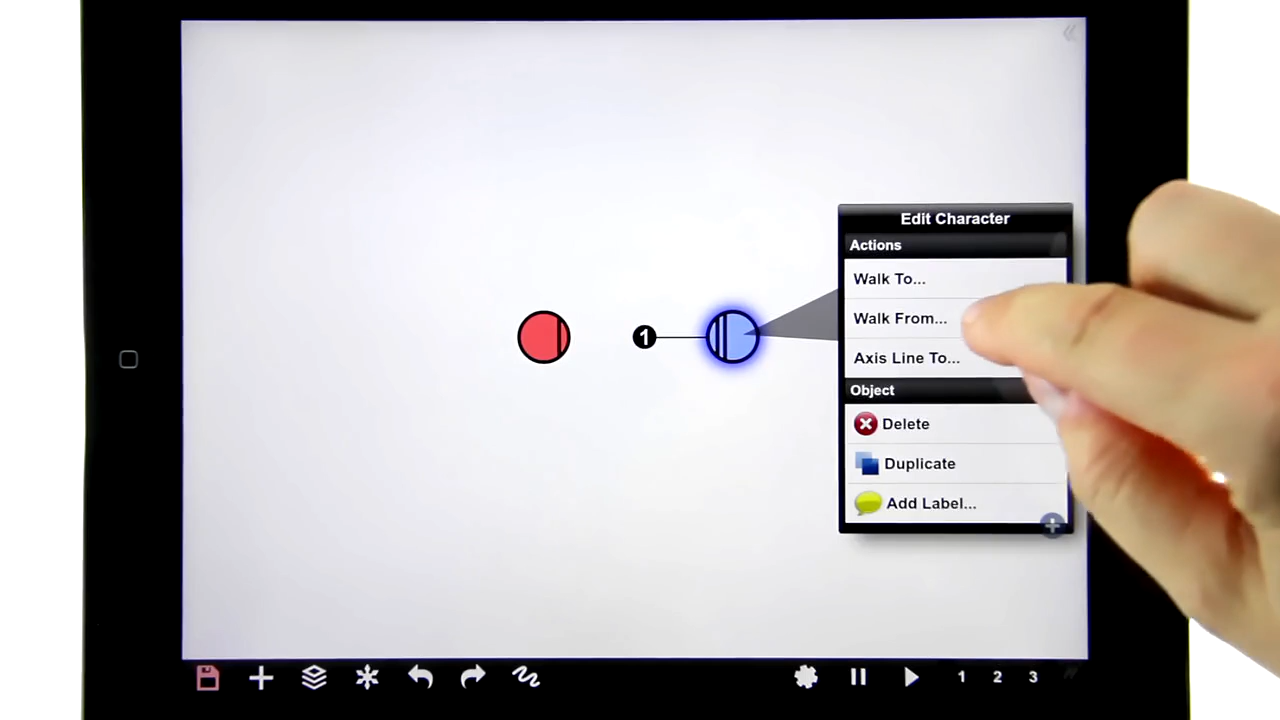 Edit Character
Actions
Walk To...
1
Walk From...
Axis Line To...
Object
Delete
Duplicate
Add Label...
1 2 3